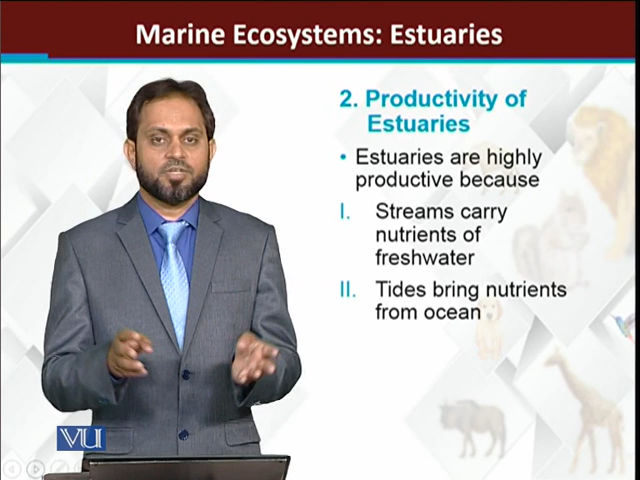 Marine Ecosystems: Estuaries
2. Productivity of
Estuaries
• Estuaries are highly
productive because
I. Streams carry
nutrients of
freshwater
II. Tides bring nutrients
from ocean
VU